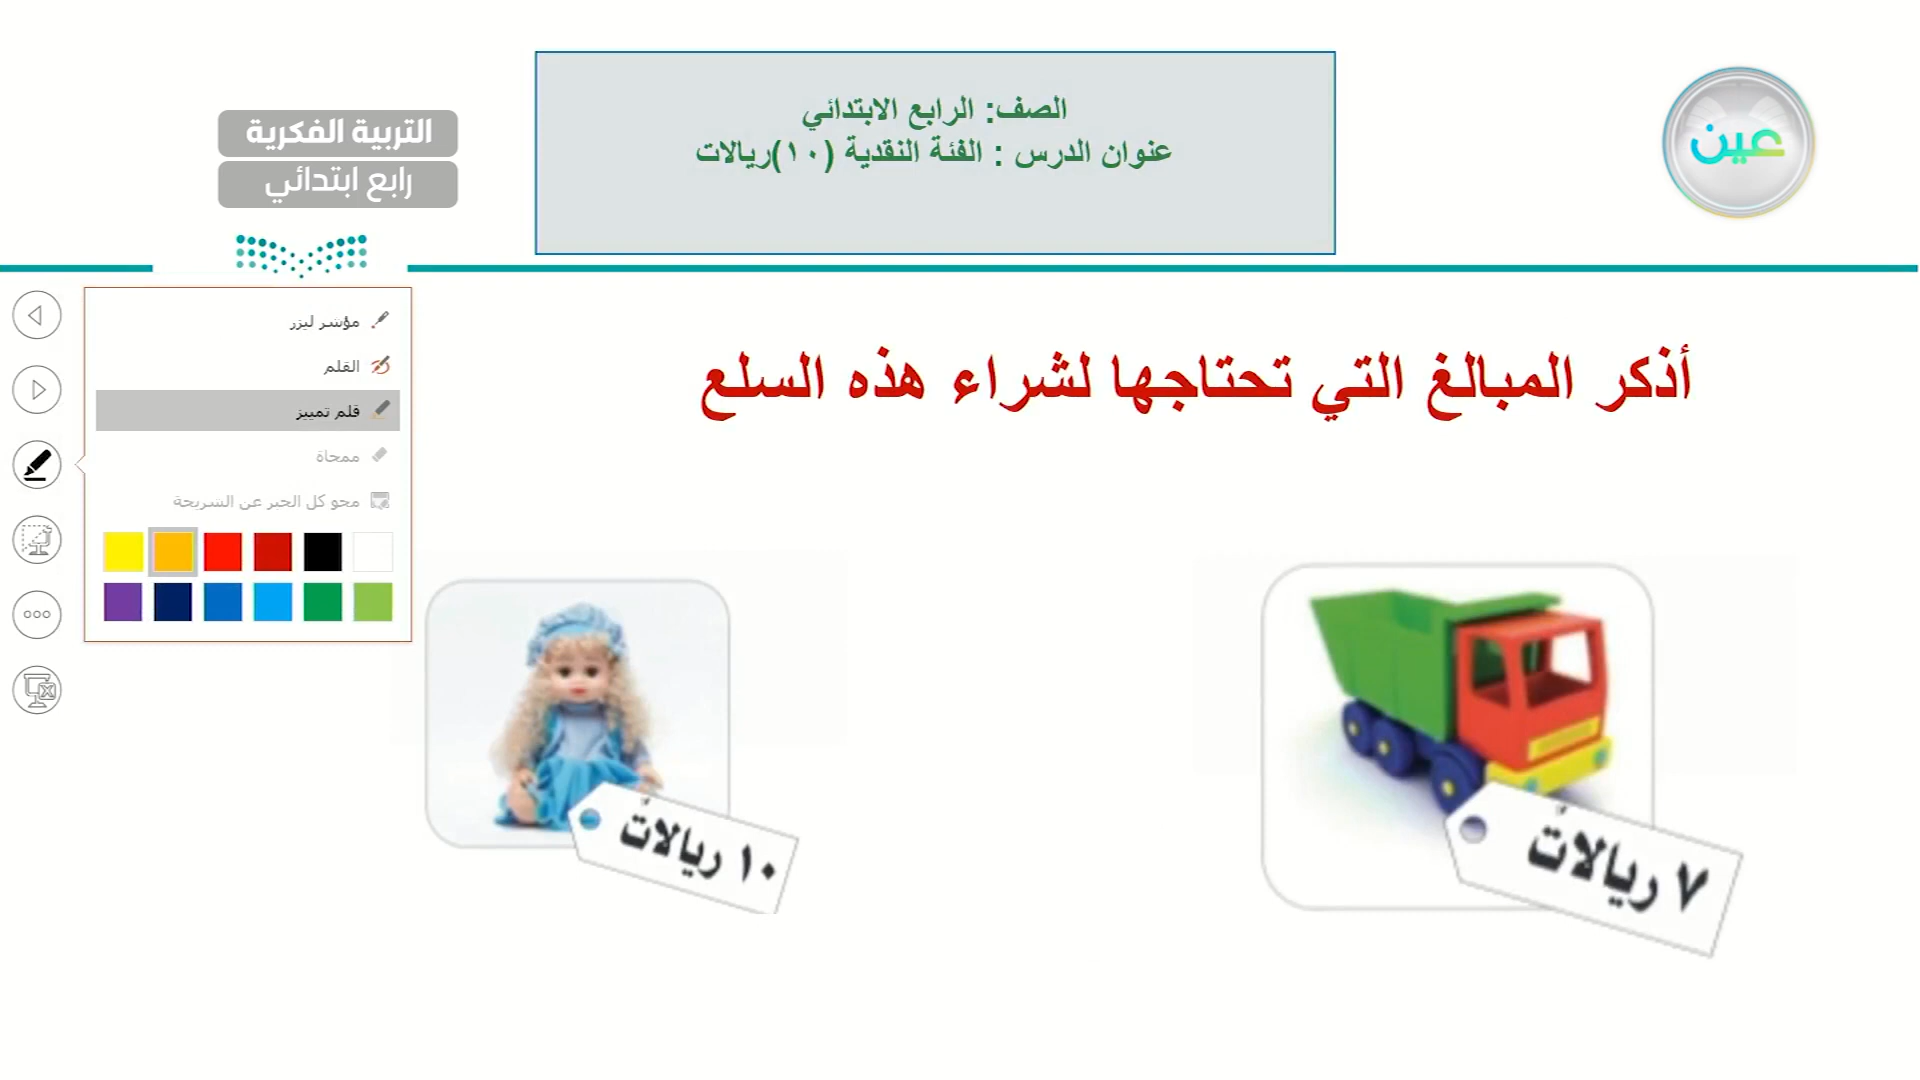 عين
الصف: الرابع الابتدائي
عنوان الدرس : الفئة النقدية (١٠)ريالات
التربية الفكرية
رابع ابتدائي
مؤشر ليزر
القلم
قلم تمييز
ممحاة
محو كل الحبر عن الشريحة
أذكر المبالغ التي تحتاجها لشراء هذه السلع
٧ ريالاتٌ
١٠ ريالاتٌ